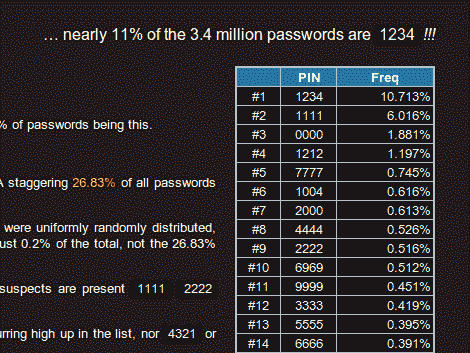 … nearly 11% of the 3.4 million passwords are 1234 !!!
PIN Freq
#1 1234 10.713%
#2 1111 6.016%
#3 0000 1.881%
#4 1212 1.197%
#5 7777 0.745%
#6 1004 0.616%
#7 2000 0.613%
#8 4444 0.526%
#9 2222 0.516%
#10 6969 0.512%
#11 9999 0.451%
#12 3333 0.419%
#13 5555 0.395%
#14 6666 0.391%
% of passwords being this.
A staggering 26.83% of all passwords
were uniformly randomly distributed,
ust 0.2% of the total, not the 26.83%
suspects are present 1111 2222
urring high up in the list, nor 4321 or